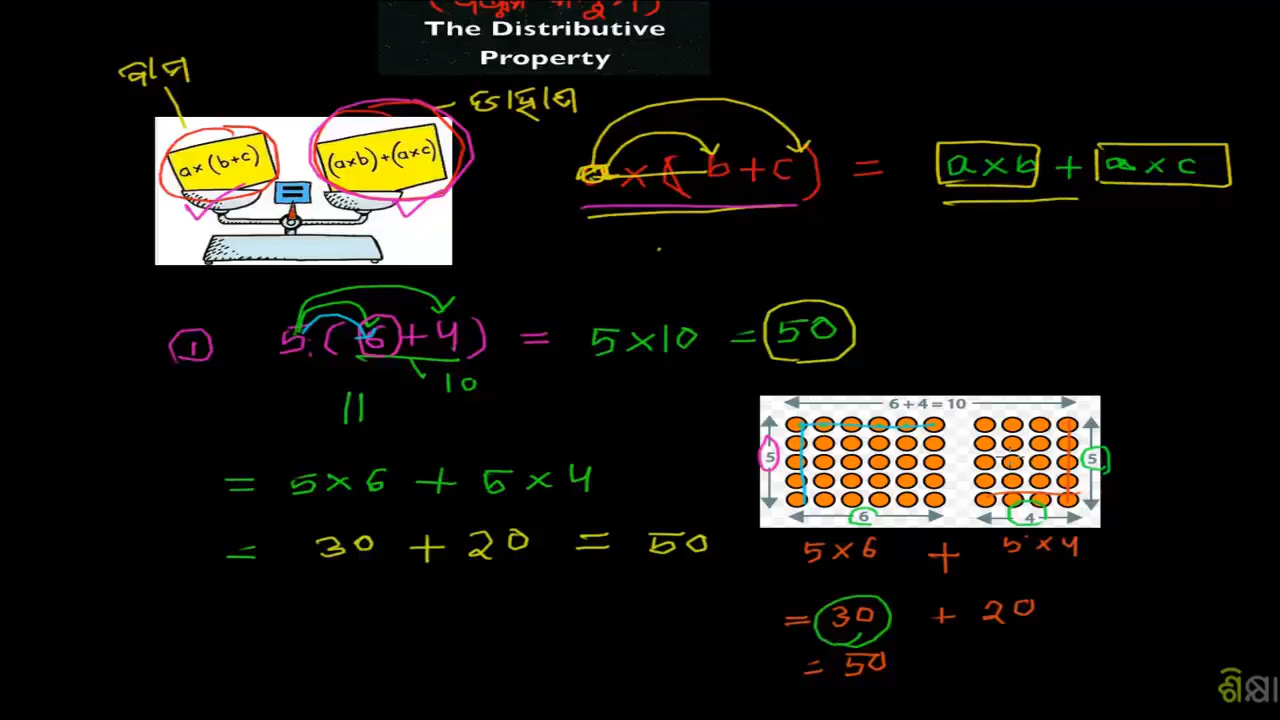 The Distributive
Property
ବାମ
ଡାହାଣ
a×(b+c)
=
(a×b)+(a×c)
a × ( b + c ) = a × b + a × c
① 5 ( 6 + 4 ) = 5 × 10 = 50
10
||
= 5 × 6 + 5 × 4
= 30 + 20 = 50
6 + 4 = 10
5
5
6
4
5 × 6 + 5 × 4
= 30 + 20
= 50